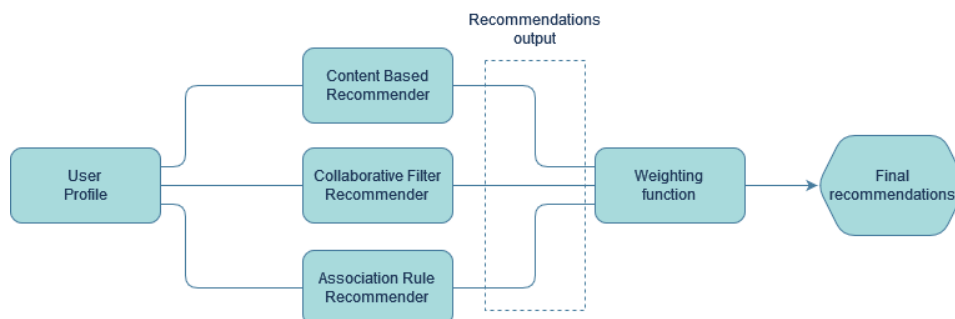 Recommendations
output
Content Based
Recommender
User
Profile
Collaborative Filter
Recommender
Weighting
function
Final
recommendations
Association Rule
Recommender